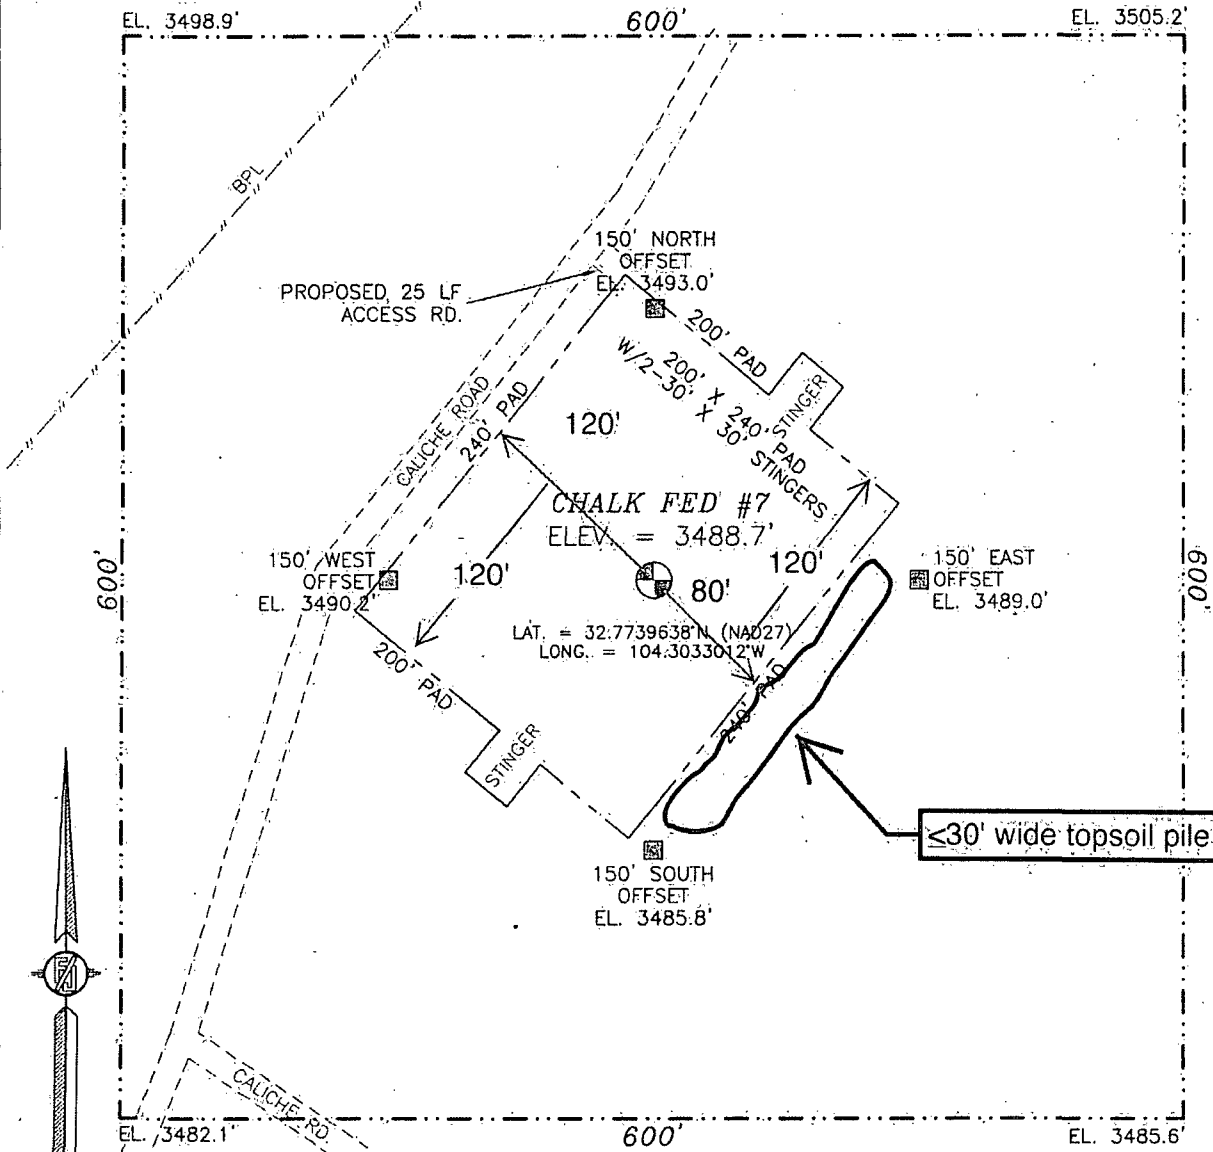 EL. 3498.9'
600'
EL. 3505.2'
BPL
150' NORTH
OFFSET
EL. 3493.0'
PROPOSED 25 LF
ACCESS RD.
200' PAD
200' X 240' PAD
W/2-30' X 30' STINGERS
STINGER
CALICHE ROAD
240' PAD
120'
CHALK FED #7
ELEV. = 3488.7'
600'
150' WEST
OFFSET
EL. 3490.2'
120'
80'
120'
150' EAST
OFFSET
EL. 3489.0'
600'
LAT. = 32.7739638°N (NAD27)
LONG. = 104.3033012°W
200' PAD
240' PAD
STINGER
≤30' wide topsoil pile
150' SOUTH
OFFSET
EL. 3485.8'
CALICHE RD.
EL. 3482.1'
600'
EL. 3485.6'